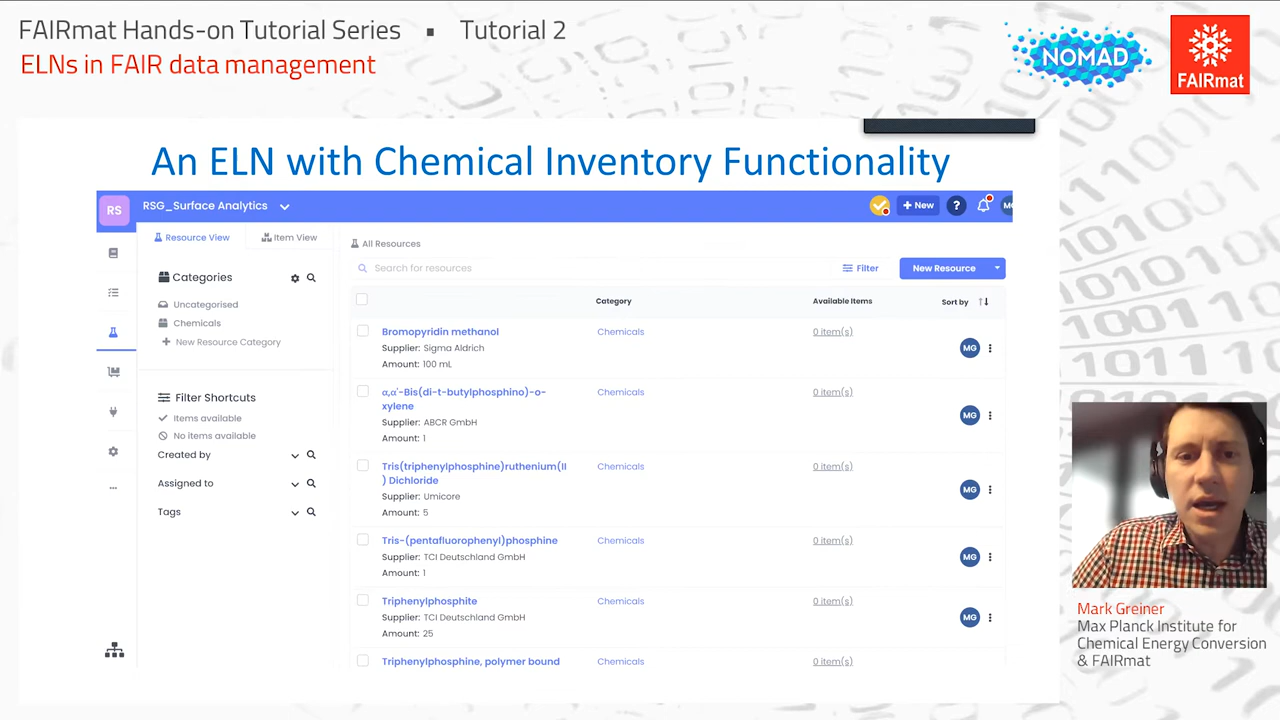 FAIRmat Hands-on Tutorial Series ▪ Tutorial 2
ELNs in FAIR data management
NOMAD
FAIRmat
An ELN with Chemical Inventory Functionality
RS
RSG_Surface Analytics
+ New
?
MG
Resource View
Item View
Categories
Uncategorised
Chemicals
+ New Resource Category
Filter Shortcuts
Items available
No items available
Created by
Assigned to
Tags
All Resources
Search for resources
Filter
New Resource
Category
Available Items
Sort by
Bromopyridin methanol
Chemicals
0 item(s)
Supplier: Sigma Aldrich
MG
Amount: 100 mL
α,α'-Bis(di-t-butylphosphino)-o-
xylene
Chemicals
0 item(s)
Supplier: ABCR GmbH
MG
Amount: 1
Tris(triphenylphosphine)ruthenium(II
) Dichloride
Chemicals
0 item(s)
Supplier: Umicore
MG
Amount: 5
Tris-(pentafluorophenyl)phosphine
Chemicals
0 item(s)
Supplier: TCI Deutschland GmbH
MG
Amount: 1
Triphenylphosphite
Chemicals
0 item(s)
Supplier: TCI Deutschland GmbH
MG
Amount: 25
Triphenylphosphine, polymer bound
Chemicals
0 item(s)
Mark Greiner
Max Planck Institute for
Chemical Energy Conversion
& FAIRmat